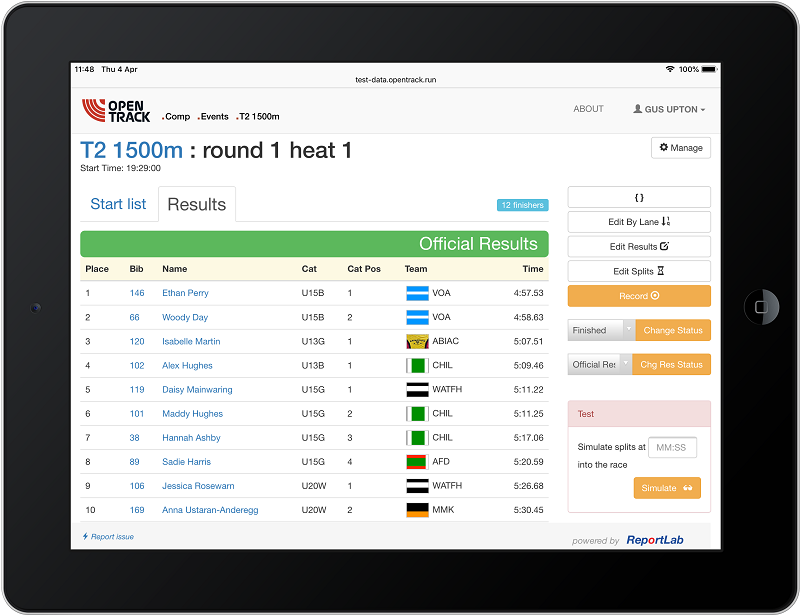 11:48 Thu 4 Apr 100%
test-data.opentrack.run
OPEN TRACK .Comp .Events .T2 1500m ABOUT GUS UPTON
T2 1500m : round 1 heat 1 Manage
Start Time: 19:29:00
Start list Results 12 finishers { }
Edit By Lane
Official Results Edit Results
Place Bib Name Cat Cat Pos Team Time Edit Splits
1 146 Ethan Perry U15B 1 VOA 4:57.53 Record
2 66 Woody Day U15B 2 VOA 4:58.63
3 120 Isabelle Martin U13G 1 ABIAC 5:07.51 Finished Change Status
4 102 Alex Hughes U13B 1 CHIL 5:09.46 Official Res Chg Res Status
5 119 Daisy Mainwaring U15G 1 WATFH 5:11.22
6 101 Maddy Hughes U15G 2 CHIL 5:11.25 Test
7 38 Hannah Ashby U15G 3 CHIL 5:17.06 Simulate splits at MM:SS
8 89 Sadie Harris U15G 4 AFD 5:20.59 into the race
9 106 Jessica Rosewarn U20W 1 WATFH 5:26.68 Simulate
10 169 Anna Ustaran-Anderegg U20W 2 MMK 5:30.45
Report issue powered by ReportLab